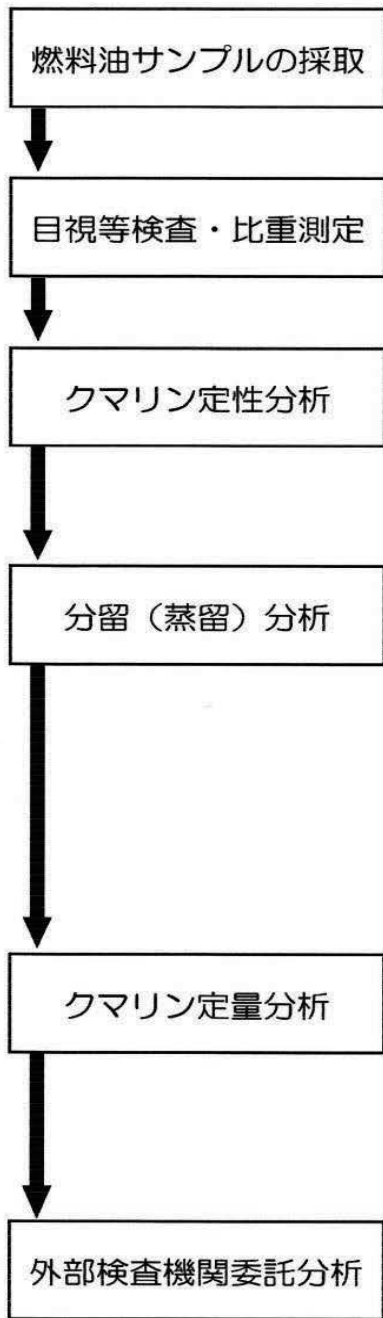 燃料油サンプルの採取
目視等検査・比重測定
クマリン定性分析
分留（蒸留）分析
クマリン定量分析
外部検査機関委託分析